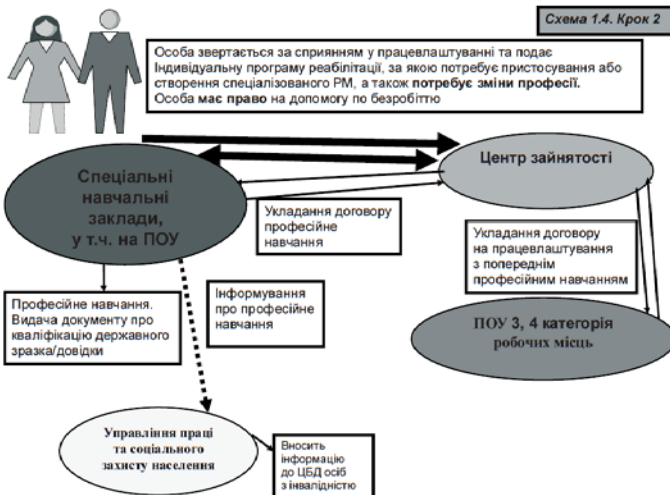 Схема 1.4. Крок 2
Особа звертається за сприянням у працевлаштуванні та подає
Індивідуальну програму реабілітації, за якою потребує пристосування або
створення спеціалізованого РМ, а також потребує зміни професії.
Особа має право на допомогу по безробіттю
Спеціальні
навчальні
заклади,
у т.ч. на ПОУ
Центр зайнятості
Укладання договору
професійне
навчання
Укладання договору
на працевлаштування
з попереднім
професійним навчанням
Професійне навчання.
Видача документу про
кваліфікацію державного
зразка/довідки
Інформування
про професійне
навчання
ПОУ 3, 4 категорія
робочих місць
Управління праці
та соціального
захисту населення
Вносить
інформацію
до ЦБД осіб
з інвалідністю